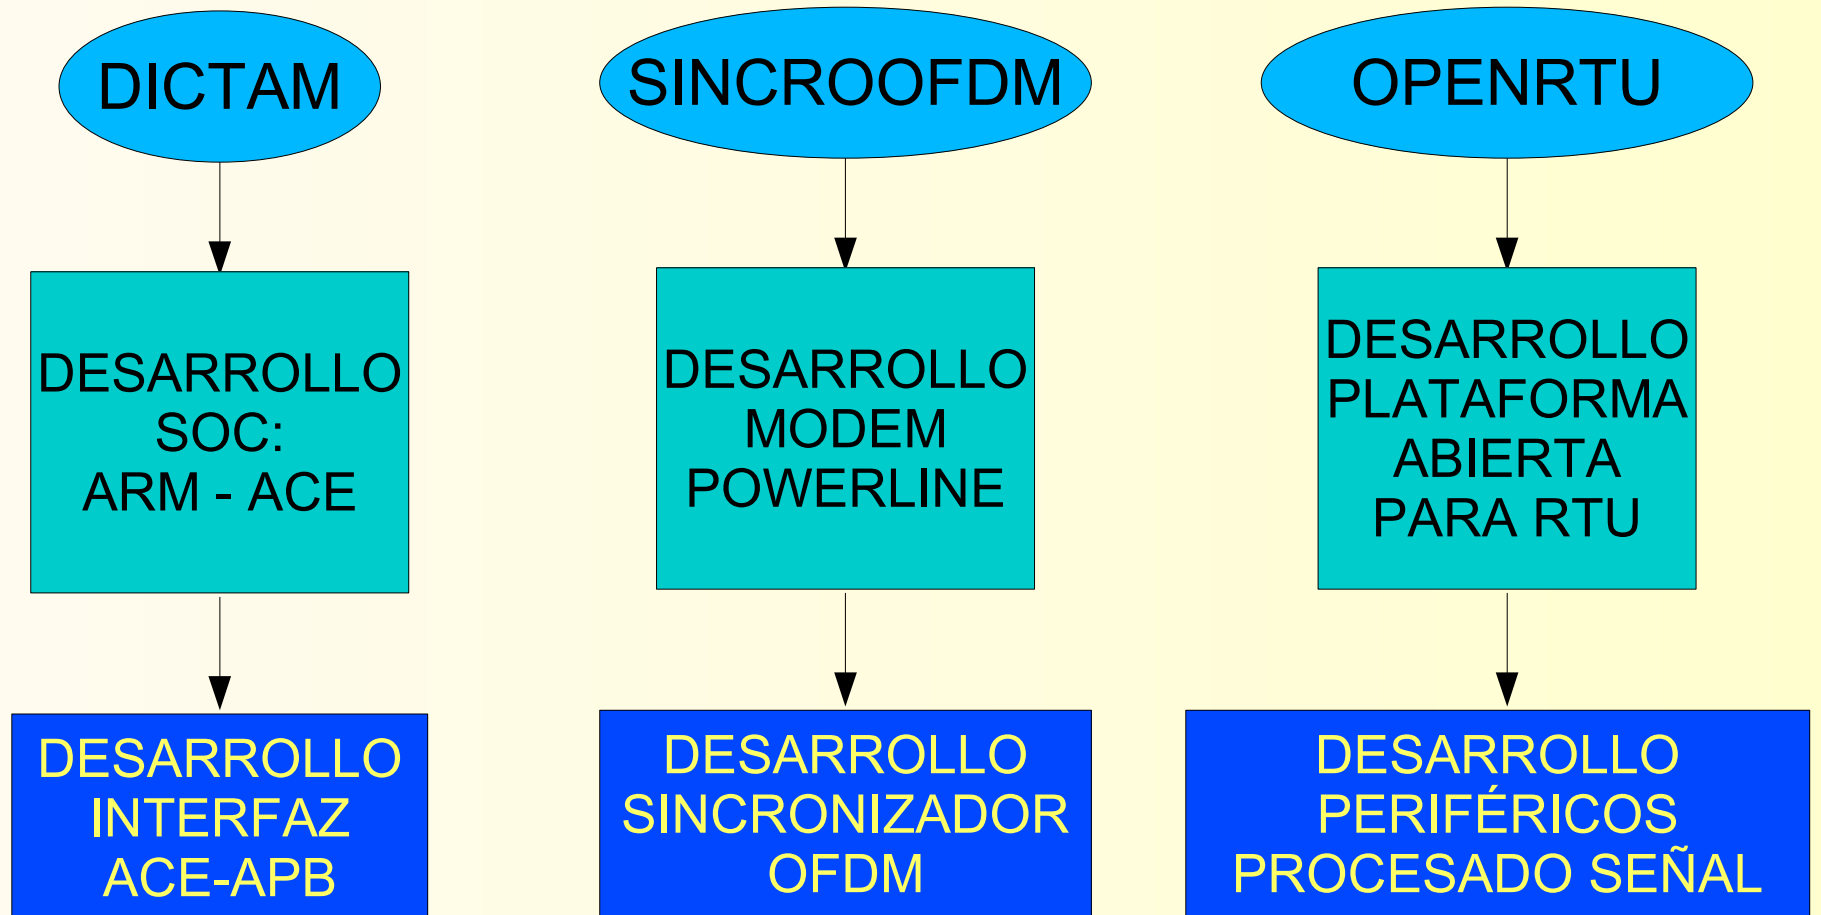 DICTAM
SINCROOFDM
OPENRTU
DESARROLLO
SOC:
ARM - ACE
DESARROLLO
MODEM
POWERLINE
DESARROLLO
PLATAFORMA
ABIERTA
PARA RTU
DESARROLLO
INTERFAZ
ACE-APB
DESARROLLO
SINCRONIZADOR
OFDM
DESARROLLO
PERIFÉRICOS
PROCESADO SEÑAL